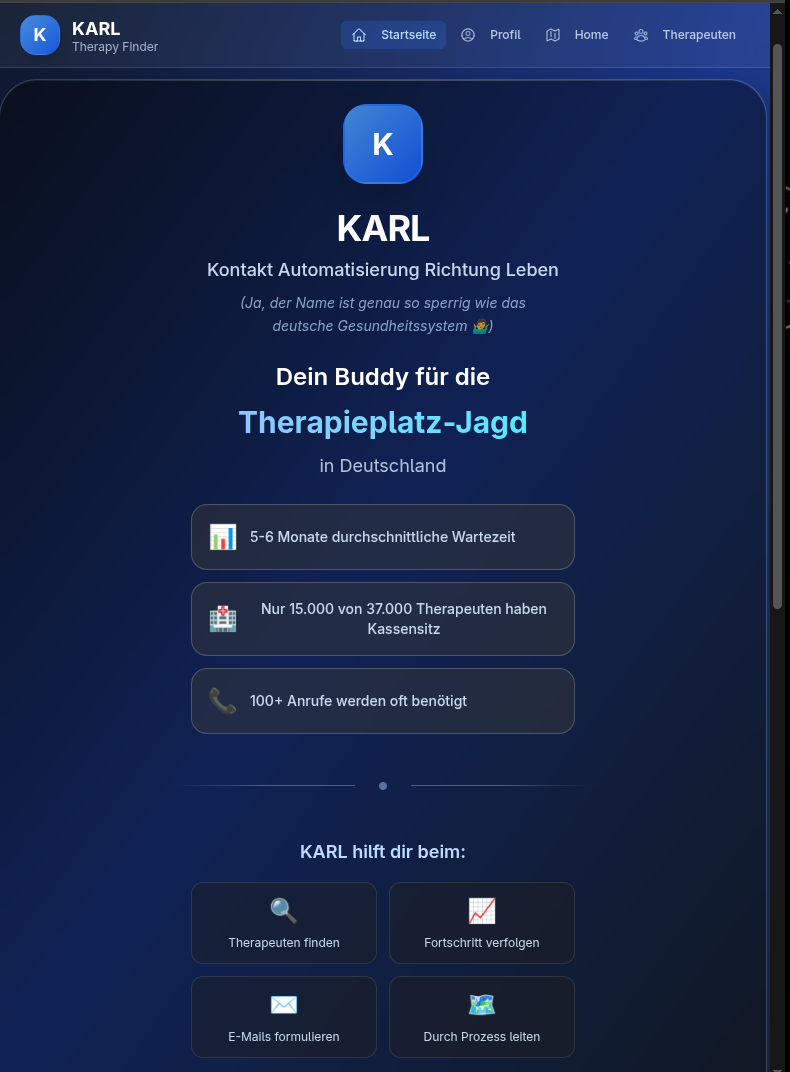 K
KARL
Therapy Finder
Startseite
Profil
Home
Therapeuten
K
KARL
Kontakt Automatisierung Richtung Leben
(Ja, der Name ist genau so sperrig wie das
deutsche Gesundheitssystem 🤷🏾‍♂️)
Dein Buddy für die
Therapieplatz-Jagd
in Deutschland
5-6 Monate durchschnittliche Wartezeit
Nur 15.000 von 37.000 Therapeuten haben
Kassensitz
100+ Anrufe werden oft benötigt
KARL hilft dir beim:
Therapeuten finden
Fortschritt verfolgen
E-Mails formulieren
Durch Prozess leiten